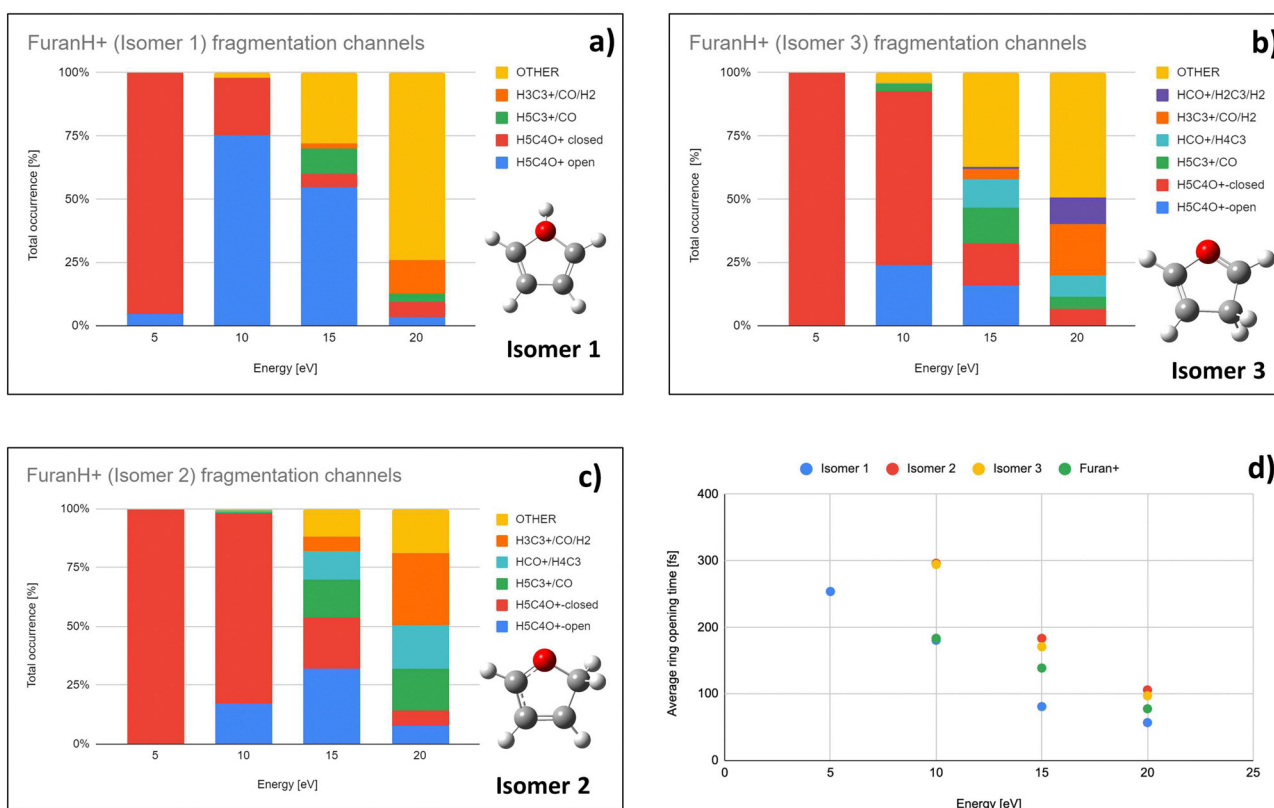 a)
FuranH+ (Isomer 1) fragmentation channels
100%
75%
50%
25%
0%
Total occurrence [%]
5
10
15
20
Energy [eV]
OTHER
H3C3+/CO/H2
H5C3+/CO
H5C4O+ closed
H5C4O+ open
Isomer 1
b)
FuranH+ (Isomer 3) fragmentation channels
100%
75%
50%
25%
0%
Total occurrence [%]
5
10
15
20
Energy [eV]
OTHER
HCO+/H2C3/H2
H3C3+/CO/H2
HCO+/H4C3
H5C3+/CO
H5C4O+-closed
H5C4O+-open
Isomer 3
c)
FuranH+ (Isomer 2) fragmentation channels
100%
75%
50%
25%
0%
Total occurrence [%]
5
10
15
20
Energy [eV]
OTHER
H3C3+/CO/H2
HCO+/H4C3
H5C3+/CO
H5C4O+-closed
H5C4O+-open
Isomer 2
d)
Isomer 1
Isomer 2
Isomer 3
Furan+
400
300
200
100
0
Average ring opening time [fs]
0
5
10
15
20
25
Energy [eV]